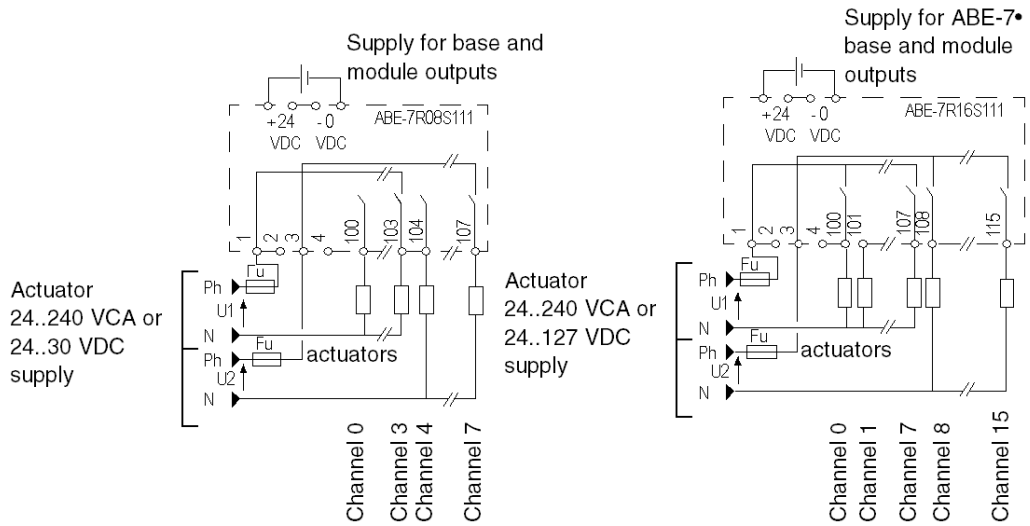 Supply for base and
module outputs
+24
VDC
- 0
VDC
ABE-7R08S111
1
2
3
4
100
103
104
107
Fu
Ph
U1
N
Fu
Ph
U2
N
actuators
Actuator
24..240 VCA or
24..30 VDC
supply
Channel 0
Channel 3
Channel 4
Channel 7
Supply for ABE-7•
base and module
outputs
+24
VDC
- 0
VDC
ABE-7R16S111
1
2
3
4
100
101
107
108
115
Fu
Ph
U1
N
Fu
Ph
U2
N
actuators
Actuator
24..240 VCA or
24..127 VDC
supply
Channel 0
Channel 1
Channel 7
Channel 8
Channel 15